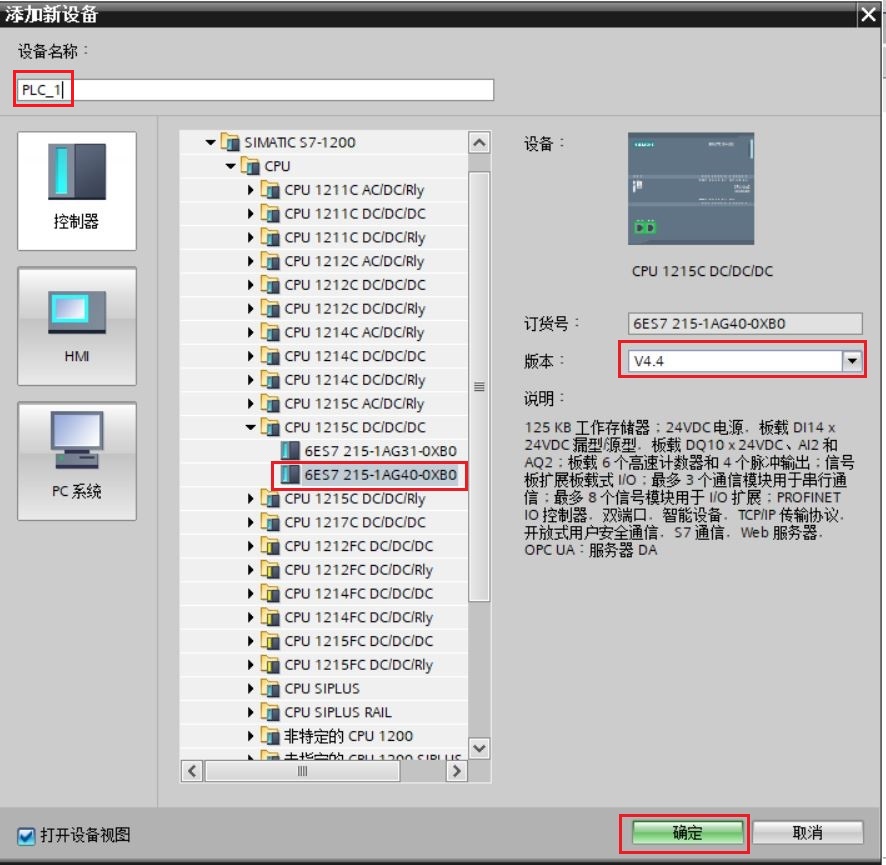 添加新设备
设备名称：
PLC_1
控制器
HMI
PC 系统
SIMATIC S7-1200
CPU
CPU 1211C AC/DC/Rly
CPU 1211C DC/DC/DC
CPU 1211C DC/DC/Rly
CPU 1212C AC/DC/Rly
CPU 1212C DC/DC/DC
CPU 1212C DC/DC/Rly
CPU 1214C AC/DC/Rly
CPU 1214C DC/DC/DC
CPU 1214C DC/DC/Rly
CPU 1215C AC/DC/Rly
CPU 1215C DC/DC/DC
6ES7 215-1AG31-0XB0
6ES7 215-1AG40-0XB0
CPU 1215C DC/DC/Rly
CPU 1217C DC/DC/DC
CPU 1212FC DC/DC/DC
CPU 1212FC DC/DC/Rly
CPU 1214FC DC/DC/DC
CPU 1214FC DC/DC/Rly
CPU 1215FC DC/DC/DC
CPU 1215FC DC/DC/Rly
CPU SIPLUS
CPU SIPLUS RAIL
非特定的 CPU 1200
未指定的 CPU 1200 SIPLUS
设备：
CPU 1215C DC/DC/DC
订货号：
6ES7 215-1AG40-0XB0
版本：
V4.4
说明：
125 KB 工作存储器；24VDC 电源，板载 DI14 x
24VDC 漏型/源型，板载 DQ10 x 24VDC、AI2 和
AQ2；板载 6 个高速计数器和 4 个脉冲输出；信号
板扩展板载式 I/O；最多 3 个通信模块用于串行通
信；最多 8 个信号模块用于 I/O 扩展；PROFINET
IO 控制器，双端口，智能设备，TCP/IP 传输协议，
开放式用户安全通信，S7 通信，Web 服务器，
OPC UA：服务器 DA
打开设备视图
确定
取消